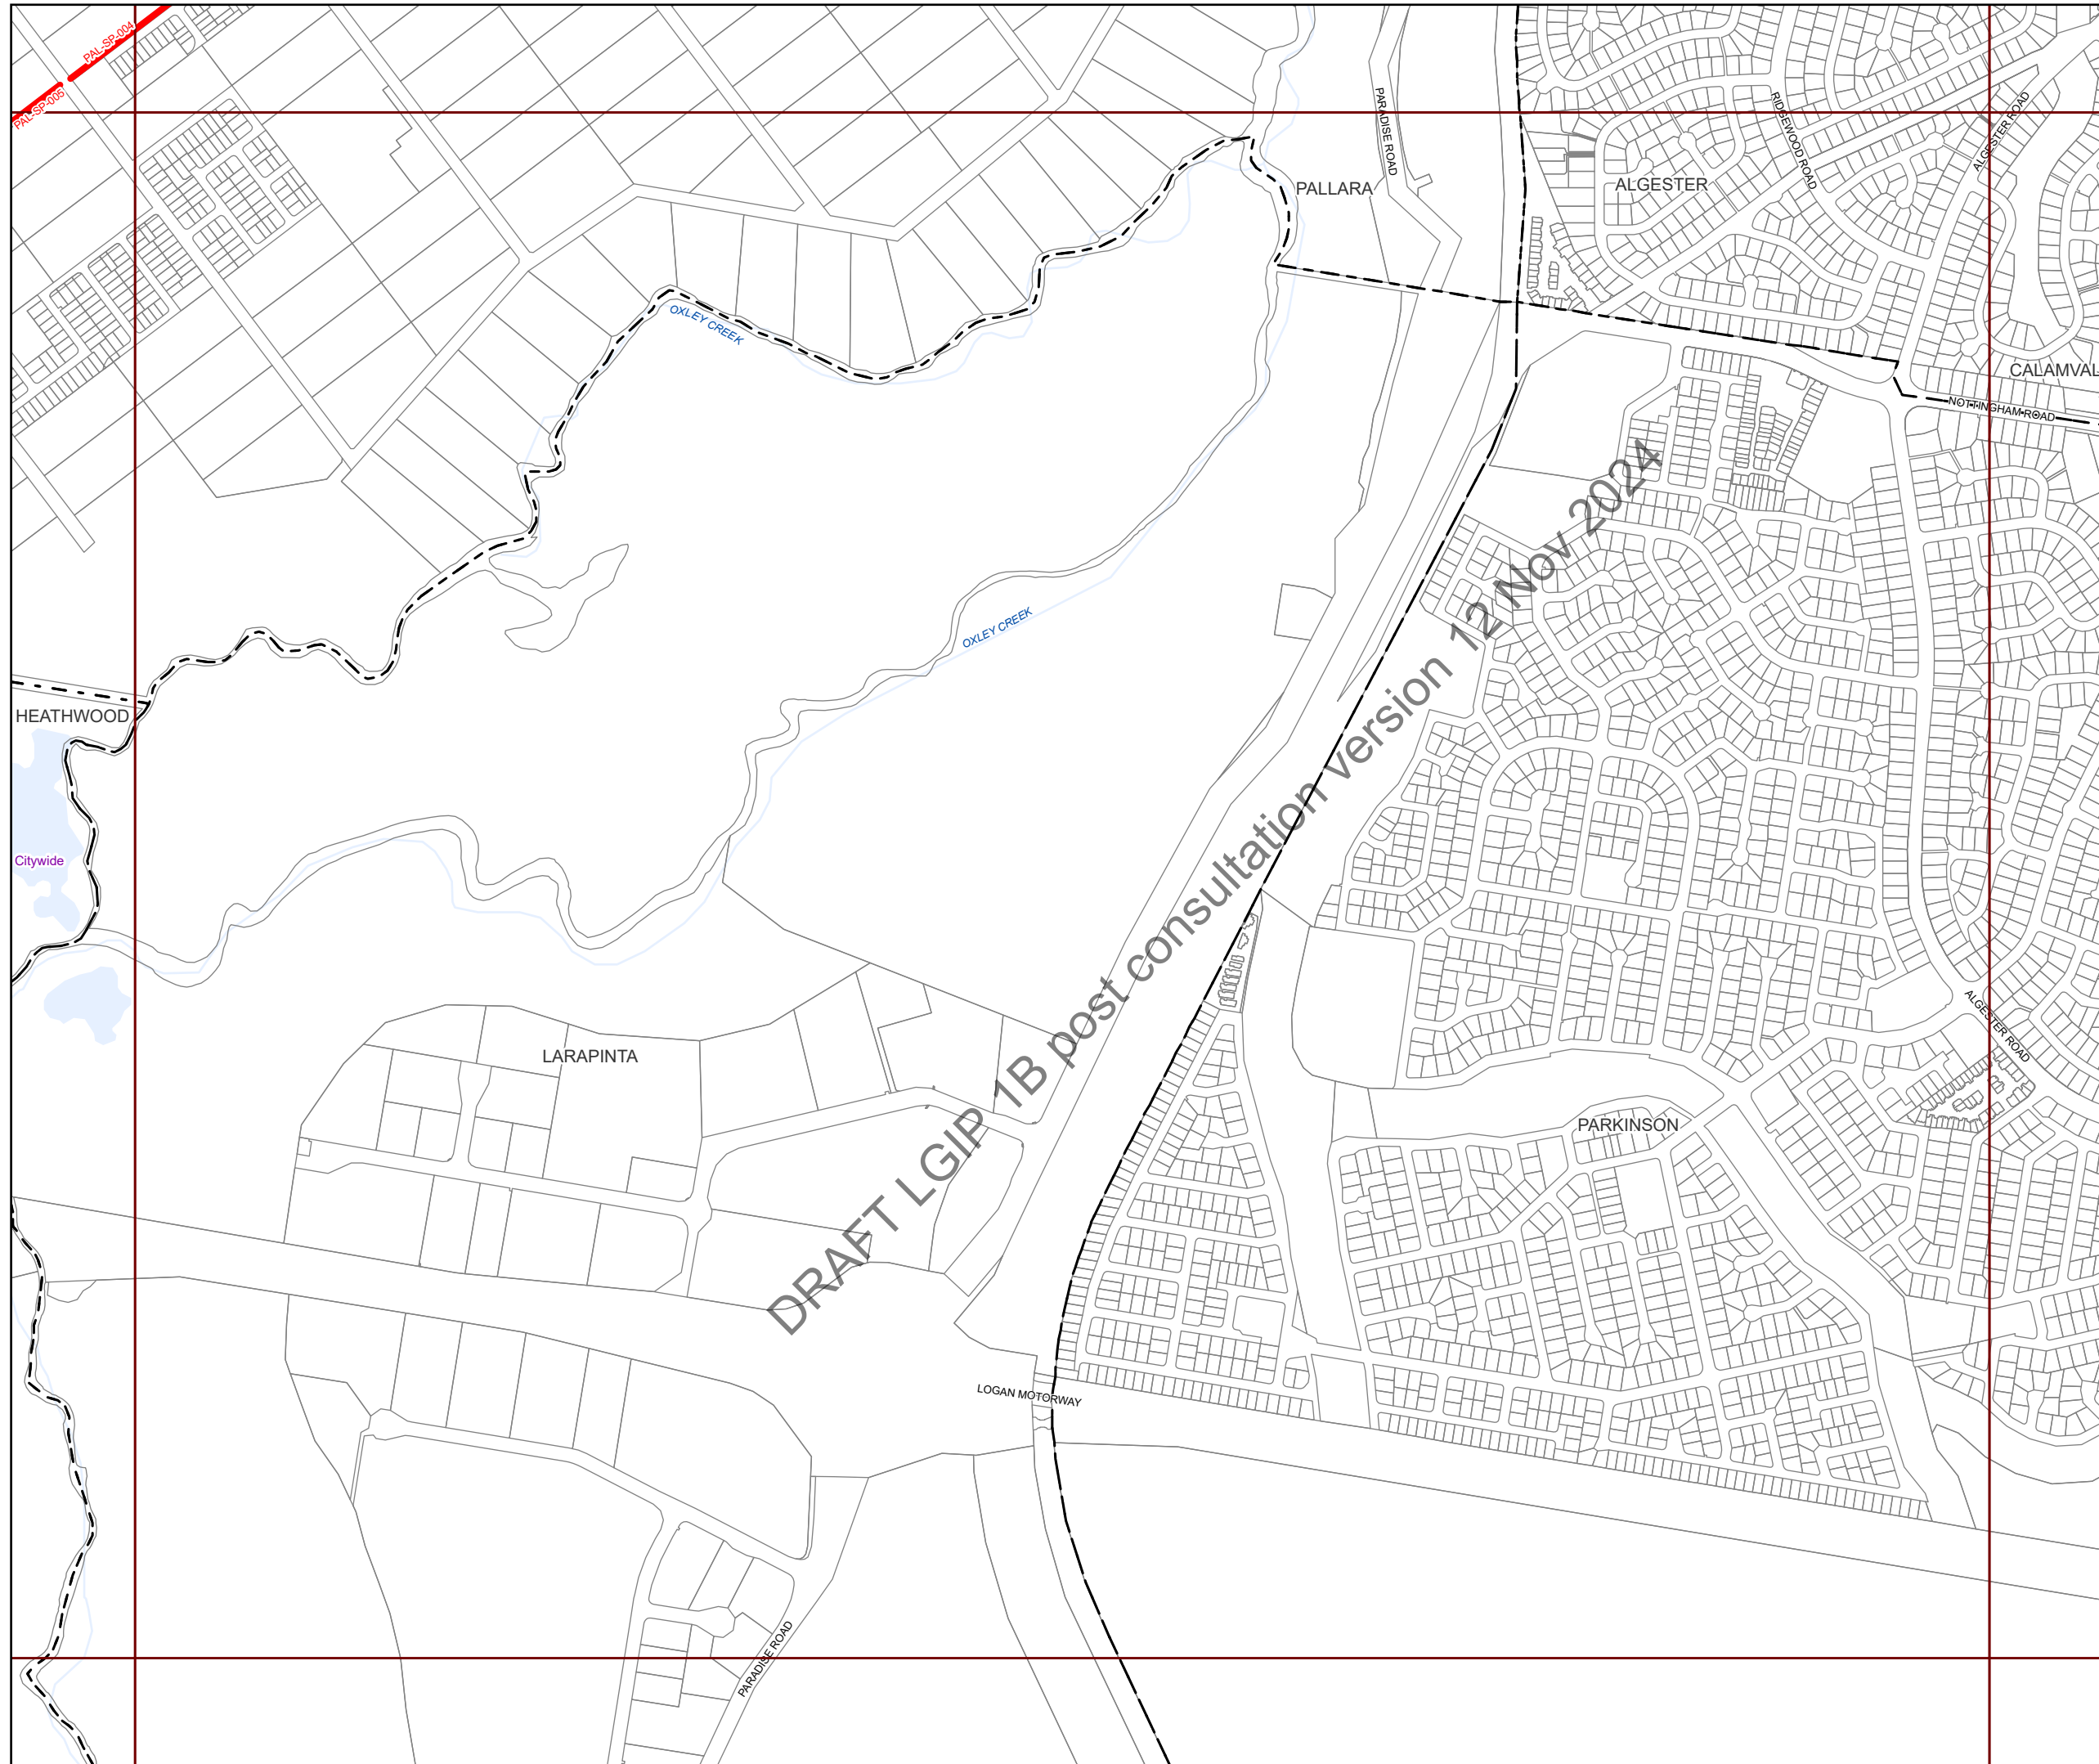 PAL-SP-004
PAL-SP-005
PARADISE ROAD
RIDGEWOOD ROAD
ALGESTER ROAD
PALLARA
ALGESTER
OXLEY CREEK
CALAMVAL
NOTTINGHAM ROAD
OXLEY CREEK
HEATHWOOD
Citywide
DRAFT LGIP 1B post consultation version 12 Nov 2024
LARAPINTA
ALGESTER ROAD
PARKINSON
LOGAN MOTORWAY
PARADISE ROAD